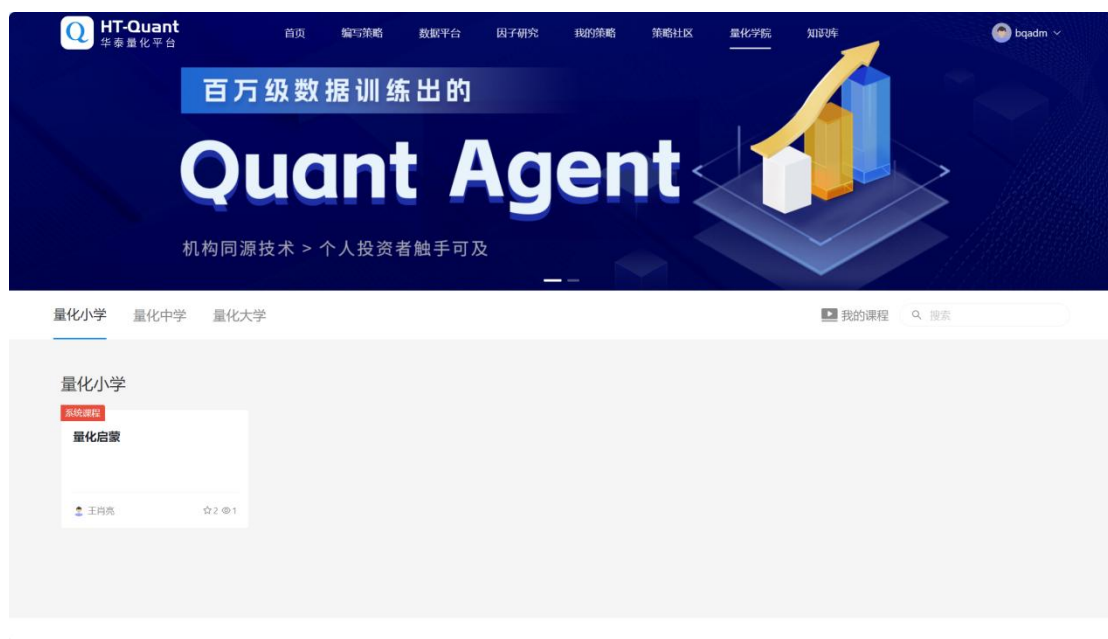 HT-Quant
华泰量化平台
首页 编写策略 数据平台 因子研究 我的策略 策略社区 量化学院 知识库 bqadm
百万级数据训练出的
Quant Agent
机构同源技术 > 个人投资者触手可及
量化小学 量化中学 量化大学 我的课程 搜索
量化小学
系统课程
量化启蒙
王肖亮 2 1